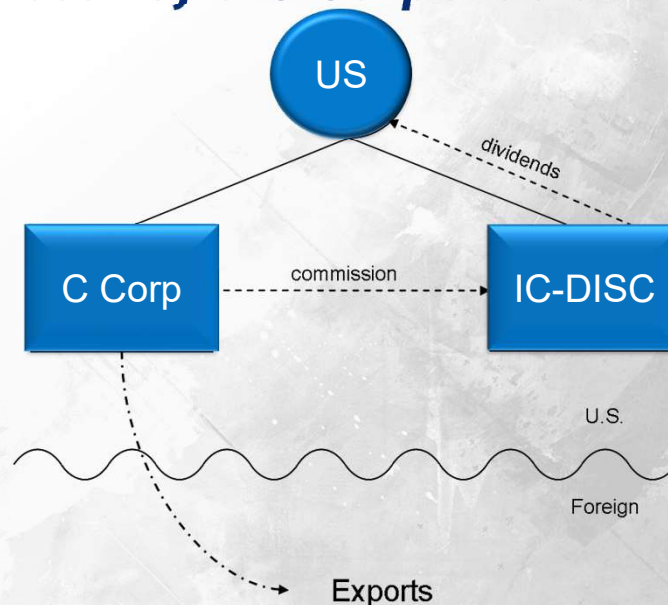 US
dividends
C Corp
commission
IC-DISC
U.S.
Foreign
Exports